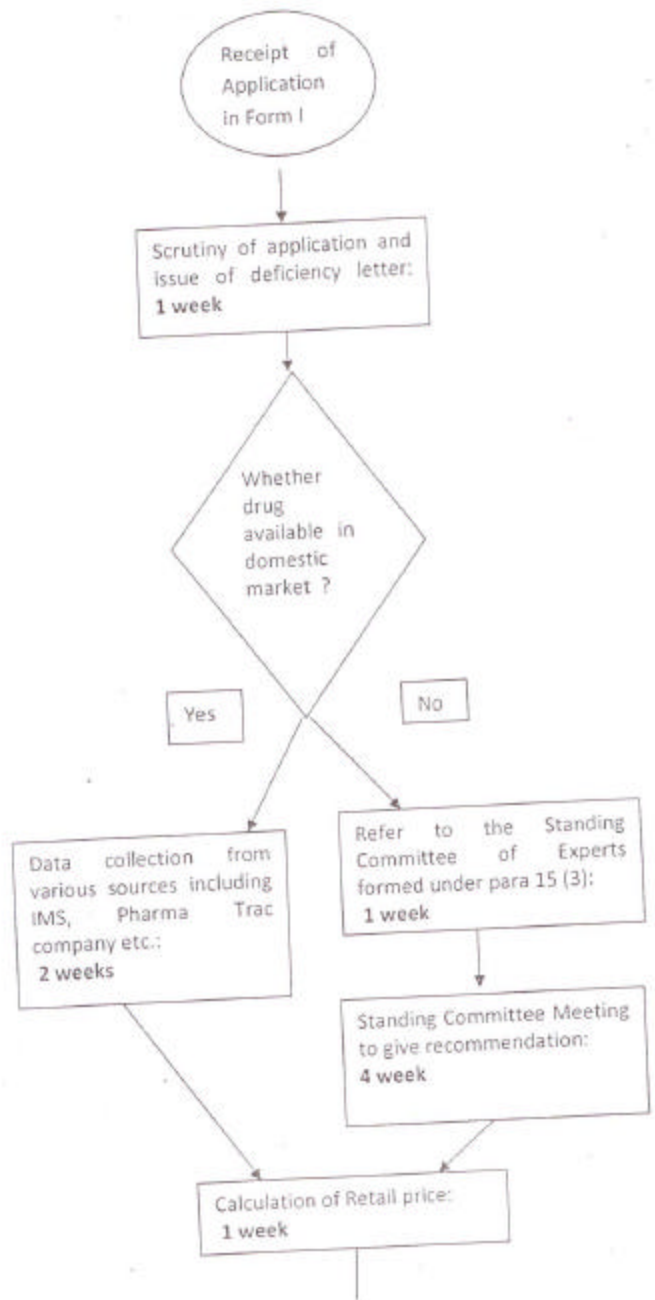 Receipt of
Application
in Form I
Scrutiny of application and
issue of deficiency letter:
1 week
Whether
drug
available in
domestic
market ?
Yes
No
Data collection from
various sources including
IMS, Pharma Trac
company etc.:
2 weeks
Refer to the Standing
Committee of Experts
formed under para 15 (3):
1 week
Standing Committee Meeting
to give recommendation:
4 week
Calculation of Retail price:
1 week